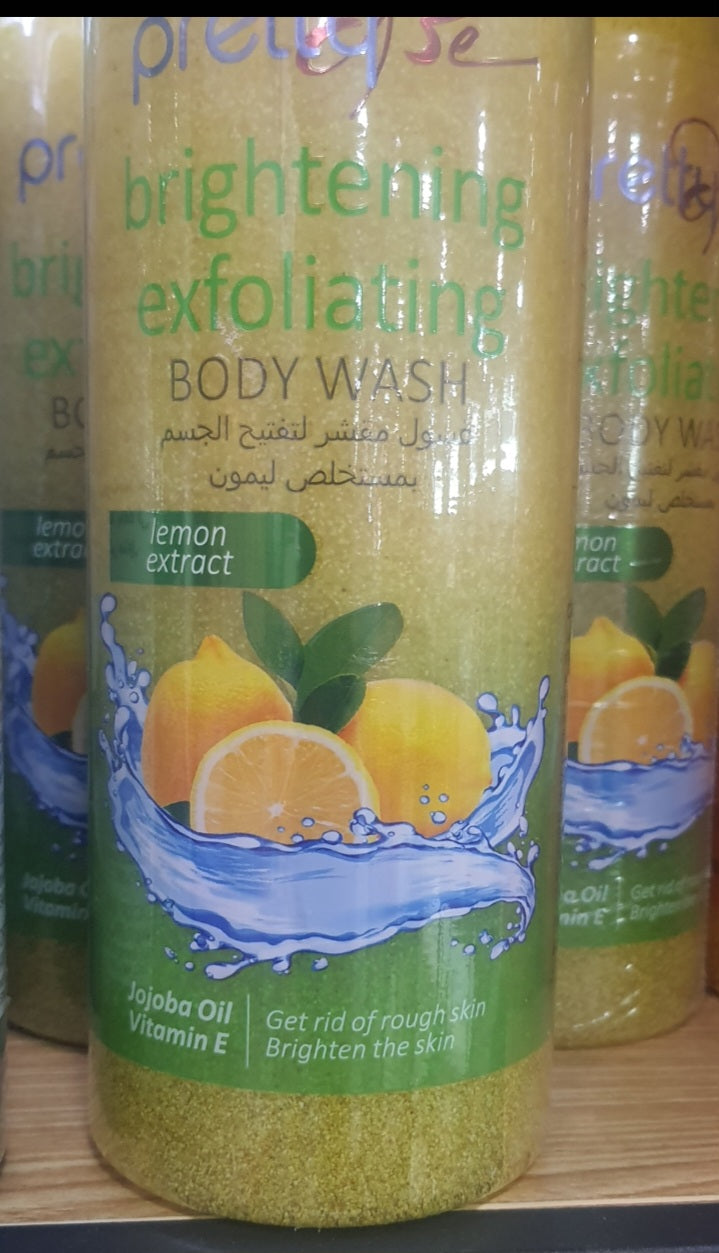 pretty
Se
brightening
exfoliating
BODY WASH
غسول مقشر لتفتيح الجسم
بمستخلص ليمون
lemon
extract
Jojoba Oil
Vitamin E
Get rid of rough skin
Brighten the skin